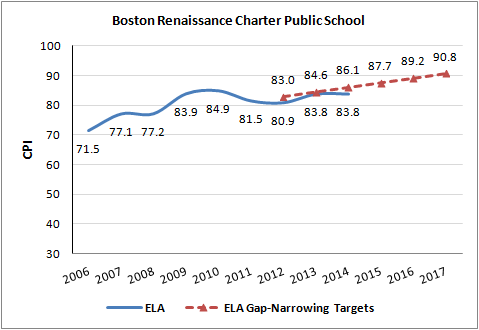 Boston Renaissance Charter Public School
100
90
80
70
60
50
40
30
CPI
83.0 84.6 86.1 87.7 89.2 90.8
71.5 77.1 77.2 83.9 84.9 81.5 80.9 83.8 83.8
2006 2007 2008 2009 2010 2011 2012 2013 2014 2015 2016 2017
ELA ELA Gap-Narrowing Targets